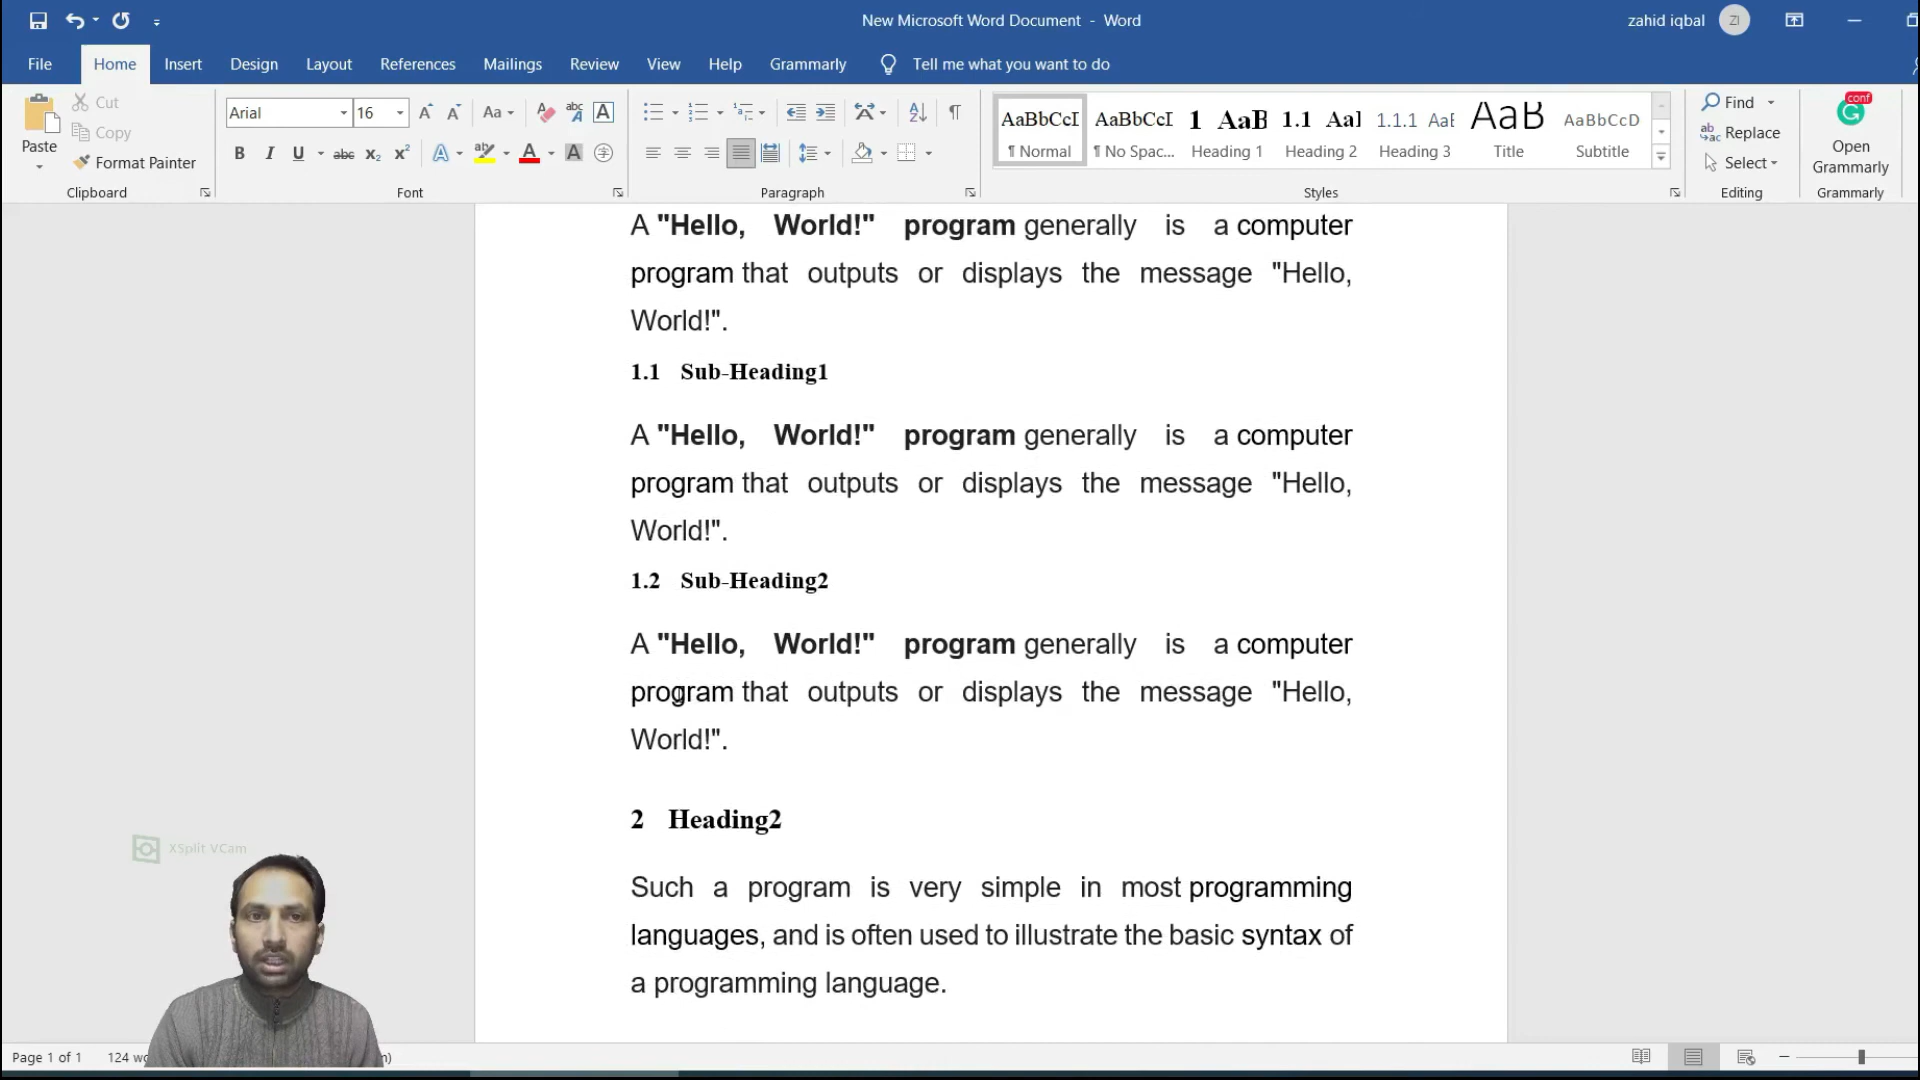 New Microsoft Word Document - Word
zahid iqbal ZI
File Home Insert Design Layout References Mailings Review View Help Grammarly Tell me what you want to do
Paste
Cut
Copy
Format Painter
Clipboard
Arial 16
Font
Paragraph
AaBbCcI AaBbCcI 1 AaB 1.1 AaI 1.1.1 AaE AaB AaBbCcD
¶ Normal ¶ No Spac... Heading 1 Heading 2 Heading 3 Title Subtitle
Styles
Find
Replace
Select
Editing
conf
Open
Grammarly
Grammarly
A "Hello, World!" program generally is a computer
program that outputs or displays the message "Hello,
World!".
1.1 Sub-Heading1
A "Hello, World!" program generally is a computer
program that outputs or displays the message "Hello,
World!".
1.2 Sub-Heading2
A "Hello, World!" program generally is a computer
program that outputs or displays the message "Hello,
World!".
2 Heading2
Such a program is very simple in most programming
languages, and is often used to illustrate the basic syntax of
a programming language.
XSplit VCam
Page 1 of 1 124